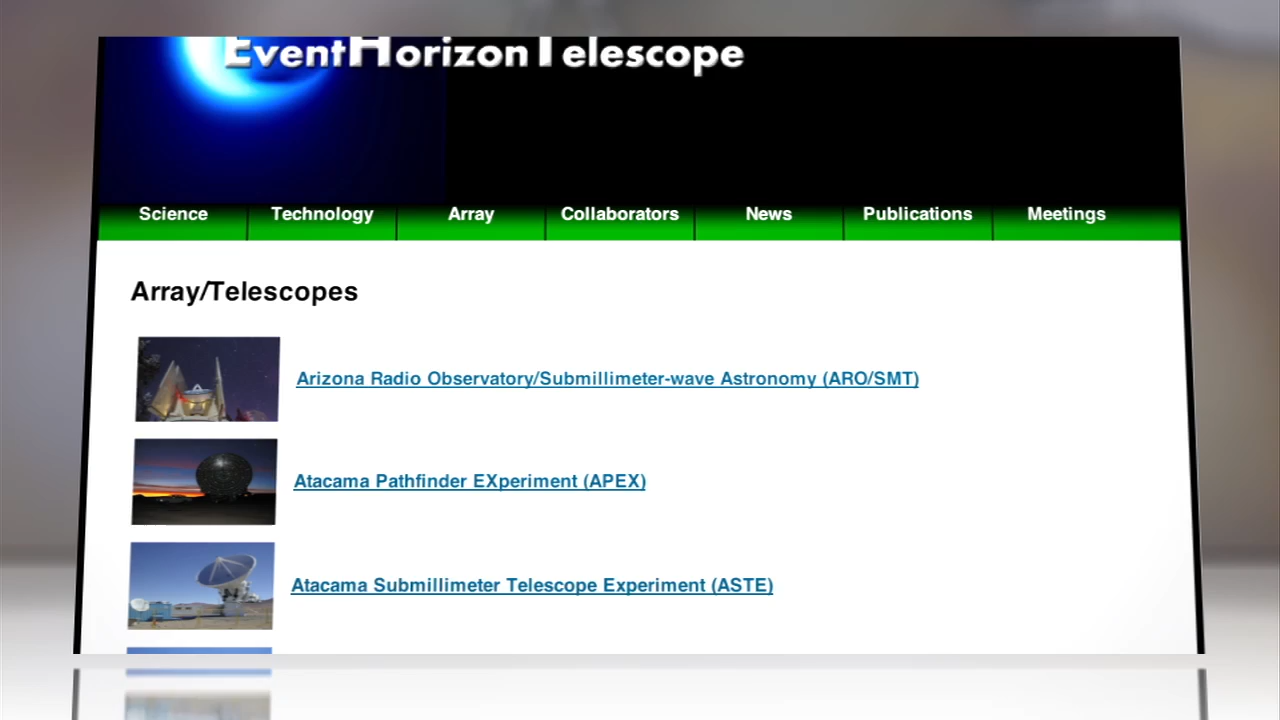 EventHorizonTelescope
Science Technology Array Collaborators News Publications Meetings
Array/Telescopes
Arizona Radio Observatory/Submillimeter-wave Astronomy (ARO/SMT)
Atacama Pathfinder EXperiment (APEX)
Atacama Submillimeter Telescope Experiment (ASTE)